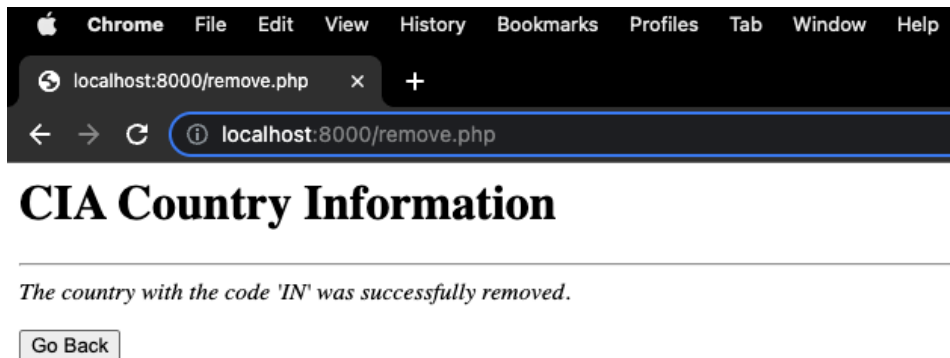 Chrome File Edit View History Bookmarks Profiles Tab Window Help
localhost:8000/remove.php
localhost:8000/remove.php
CIA Country Information
The country with the code 'IN' was successfully removed.
Go Back